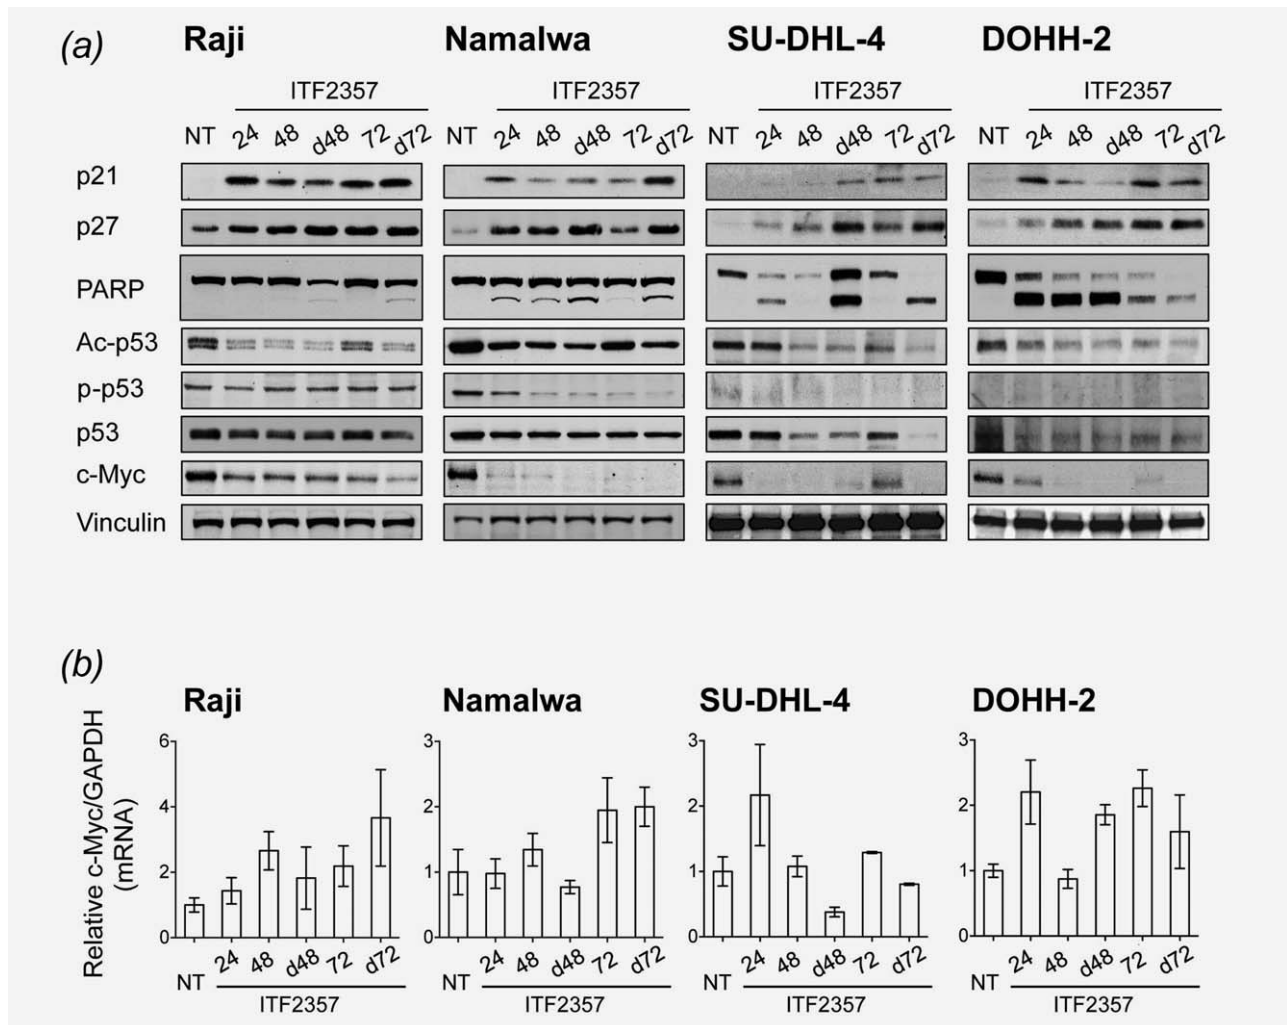 (a)
Raji Namalwa SU-DHL-4 DOHH-2
ITF2357 ITF2357 ITF2357 ITF2357
NT 24 48 d48 72 d72 NT 24 48 d48 72 d72 NT 24 48 d48 72 d72 NT 24 48 d48 72 d72
p21
p27
PARP
Ac-p53
p-p53
p53
c-Myc
Vinculin
(b)
Raji Namalwa SU-DHL-4 DOHH-2
Relative c-Myc/GAPDH
(mRNA)
6 3 3 3
4 2 2 2
2 1 1 1
0 0 0 0
NT 24 48 d48 72 d72 NT 24 48 d48 72 d72 NT 24 48 d48 72 d72 NT 24 48 d48 72 d72
ITF2357 ITF2357 ITF2357 ITF2357